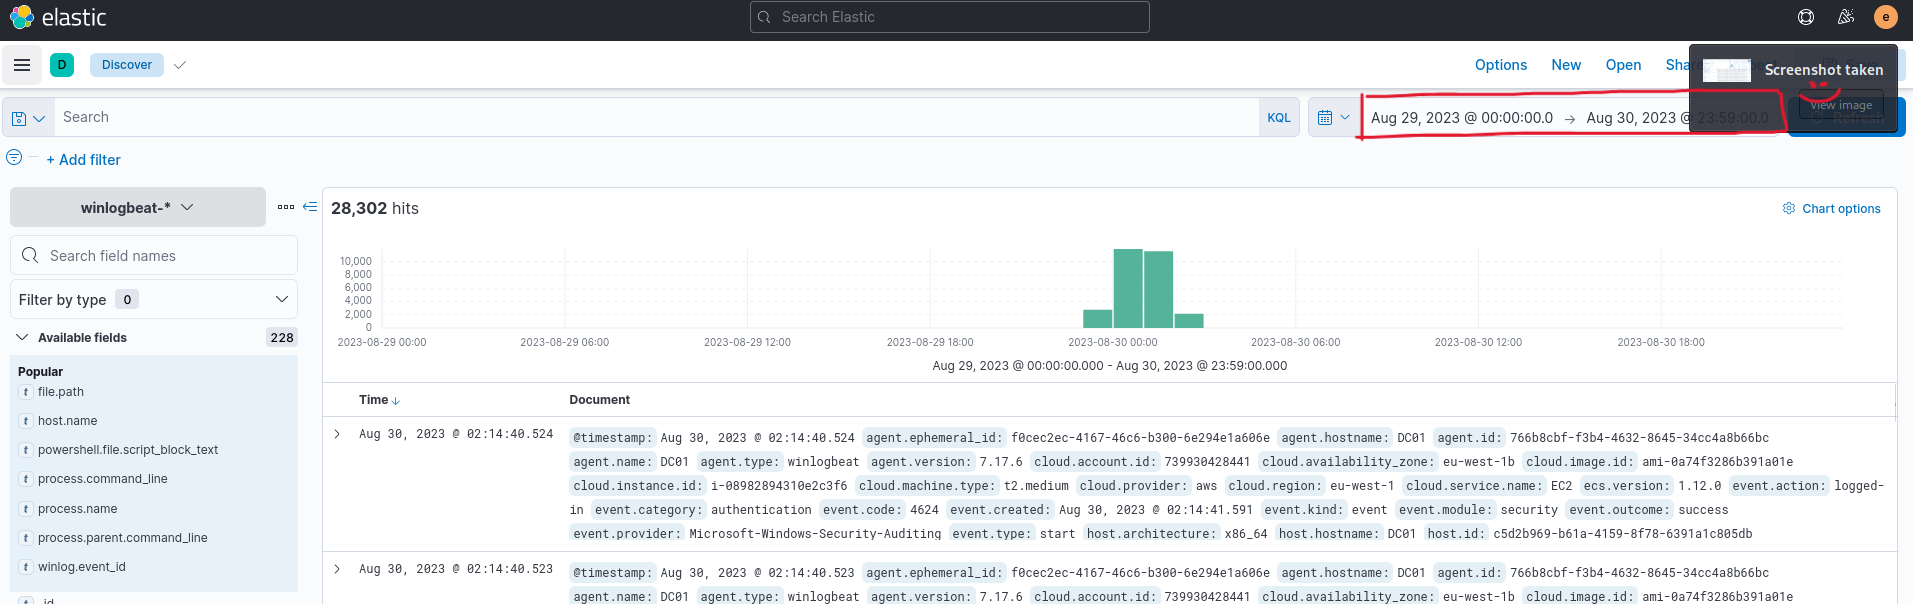 elastic
Search Elastic
e
D Discover
Options New Open Shar
Screenshot taken
View image
Search
KQL
Aug 29, 2023 @ 00:00:00.0 → Aug 30, 2023 @ 23:59:00.0
Refresh
+ Add filter
winlogbeat-*
28,302 hits
Chart options
Search field names
Filter by type 0
Available fields 228
Popular
t file.path
t host.name
t powershell.file.script_block_text
t process.command_line
t process.name
t process.parent.command_line
t winlog.event_id
t _id
10,000
8,000
6,000
4,000
2,000
0
2023-08-29 00:00 2023-08-29 06:00 2023-08-29 12:00 2023-08-29 18:00 2023-08-30 00:00 2023-08-30 06:00 2023-08-30 12:00 2023-08-30 18:00
Aug 29, 2023 @ 00:00:00.000 - Aug 30, 2023 @ 23:59:00.000
Time ↓ Document
Aug 30, 2023 @ 02:14:40.524
@timestamp: Aug 30, 2023 @ 02:14:40.524 agent.ephemeral_id: f0cec2ec-4167-46c6-b300-6e294e1a606e agent.hostname: DC01 agent.id: 766b8cbf-f3b4-4632-8645-34cc4a8b66bc
agent.name: DC01 agent.type: winlogbeat agent.version: 7.17.6 cloud.account.id: 739930428441 cloud.availability_zone: eu-west-1b cloud.image.id: ami-0a74f3286b391a01e
cloud.instance.id: i-08982894310e2c3f6 cloud.machine.type: t2.medium cloud.provider: aws cloud.region: eu-west-1 cloud.service.name: EC2 ecs.version: 1.12.0 event.action: logged-
in event.category: authentication event.code: 4624 event.created: Aug 30, 2023 @ 02:14:41.591 event.kind: event event.module: security event.outcome: success
event.provider: Microsoft-Windows-Security-Auditing event.type: start host.architecture: x86_64 host.hostname: DC01 host.id: c5d2b969-b61a-4159-8f78-6391a1c805db
Aug 30, 2023 @ 02:14:40.523
@timestamp: Aug 30, 2023 @ 02:14:40.523 agent.ephemeral_id: f0cec2ec-4167-46c6-b300-6e294e1a606e agent.hostname: DC01 agent.id: 766b8cbf-f3b4-4632-8645-34cc4a8b66bc
agent.name: DC01 agent.type: winlogbeat agent.version: 7.17.6 cloud.account.id: 739930428441 cloud.availability_zone: eu-west-1b cloud.image.id: ami-0a74f3286b391a01e